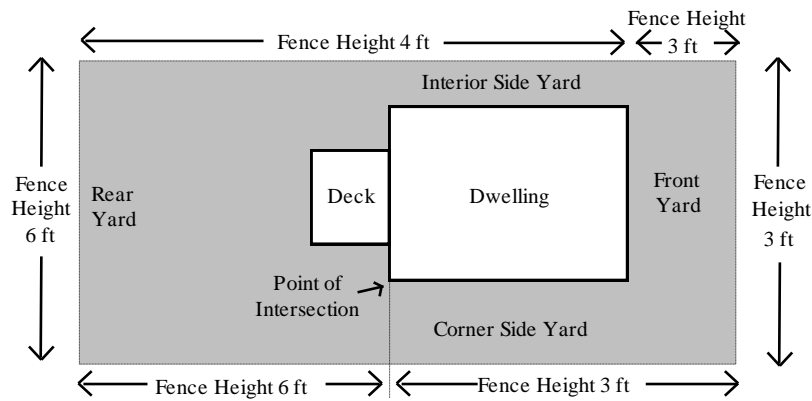 Fence Height 4 ft
Fence Height
3 ft
Interior Side Yard
Fence
Height
6 ft
Rear
Yard
Deck
Dwelling
Front
Yard
Fence
Height
3 ft
Point of
Intersection
Corner Side Yard
Fence Height 6 ft
Fence Height 3 ft